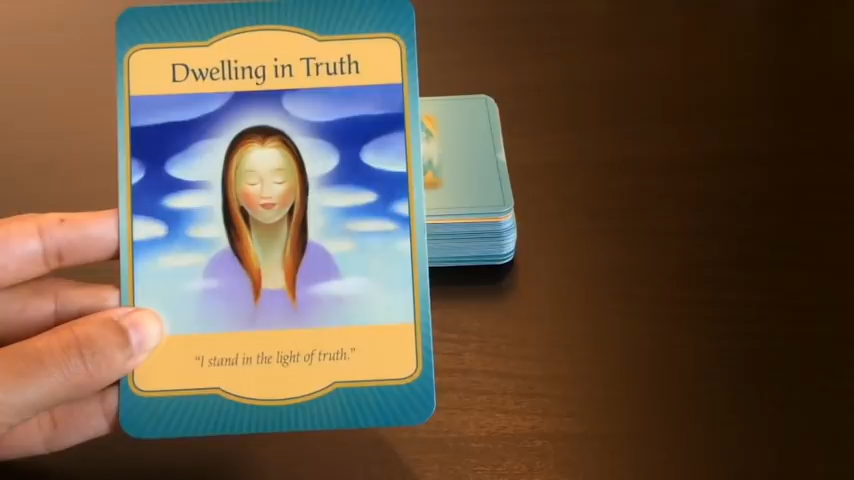 Dwelling in Truth
“I stand in the light of truth.”